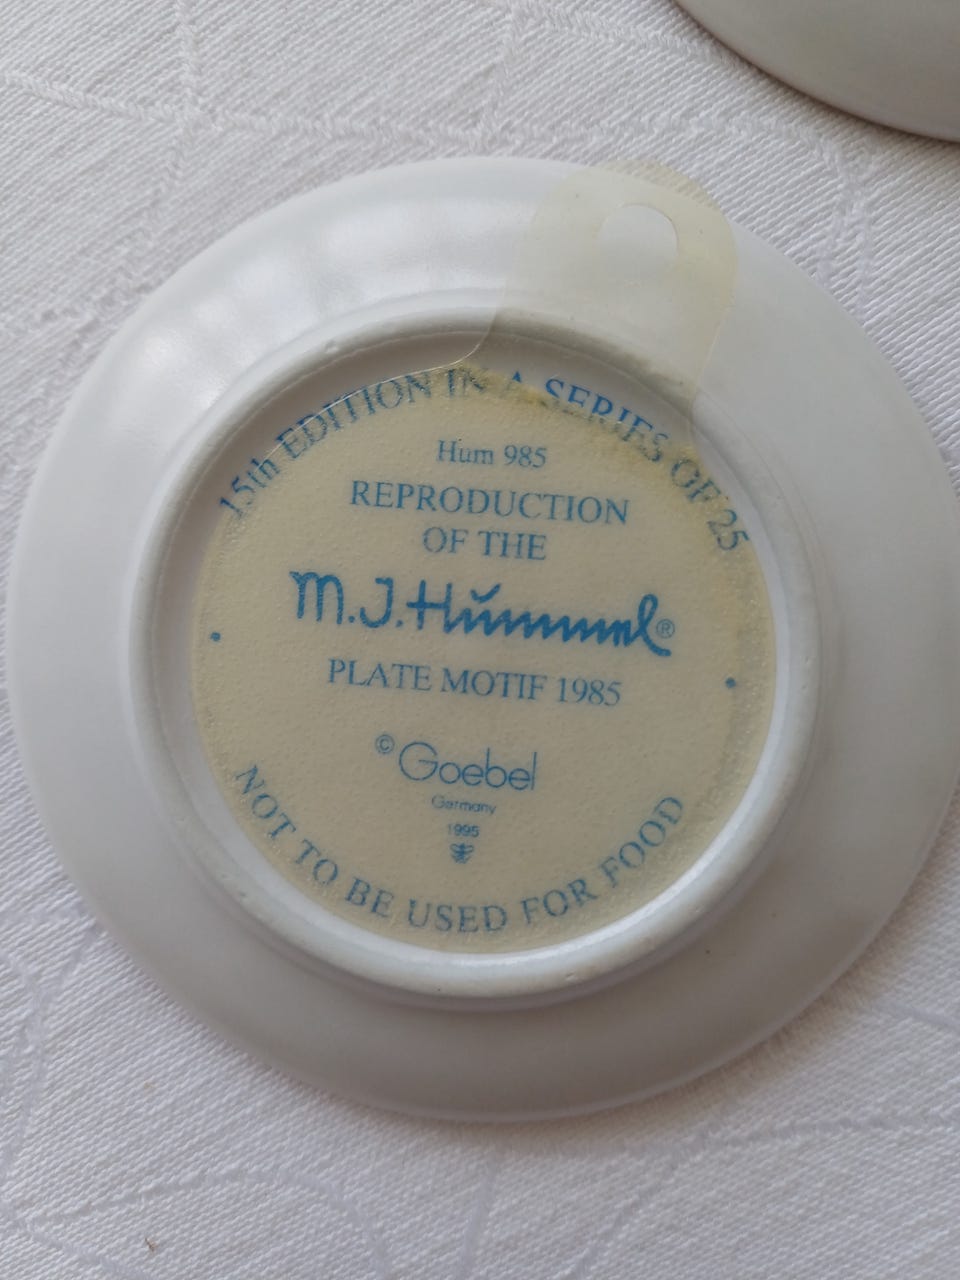 15th EDITION IN A SERIES OF 25
Hum 985
REPRODUCTION
OF THE
M.J.Hummel®
PLATE MOTIF 1985
© Goebel
Germany
1995
NOT TO BE USED FOR FOOD